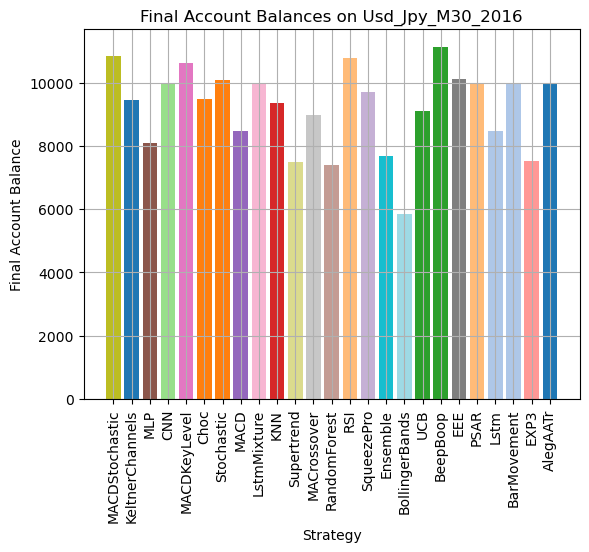 Final Account Balances on Usd_Jpy_M30_2016
Final Account Balance
10000
8000
6000
4000
2000
0
MACDStochastic
KeltnerChannels
MLP
CNN
MACDKeyLevel
Choc
Stochastic
MACD
LstmMixture
KNN
Supertrend
MACrossover
RandomForest
RSI
SqueezePro
Ensemble
BollingerBands
UCB
BeepBoop
EEE
PSAR
Lstm
BarMovement
EXP3
AlegAATr
Strategy